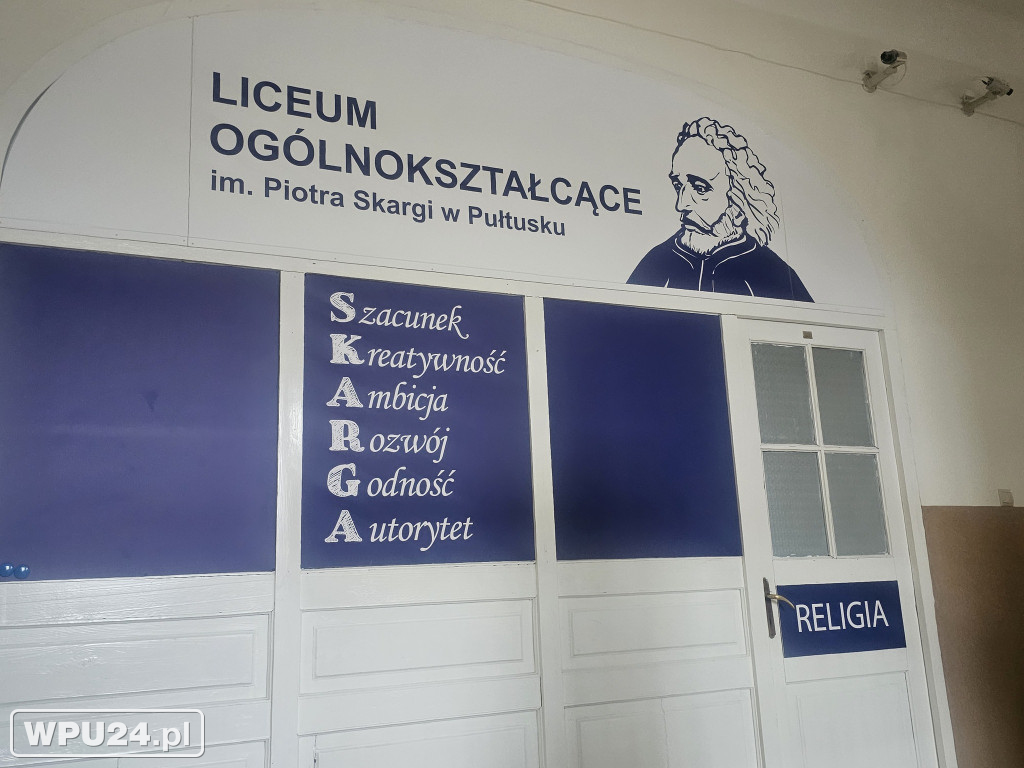 LICEUM
OGÓLNOKSZTAŁCĄCE
im. Piotra Skargi w Pułtusku
Szacunek
Kreatywność
Ambicja
Rozwój
Godność
Autorytet
RELIGIA
WPU24.pl